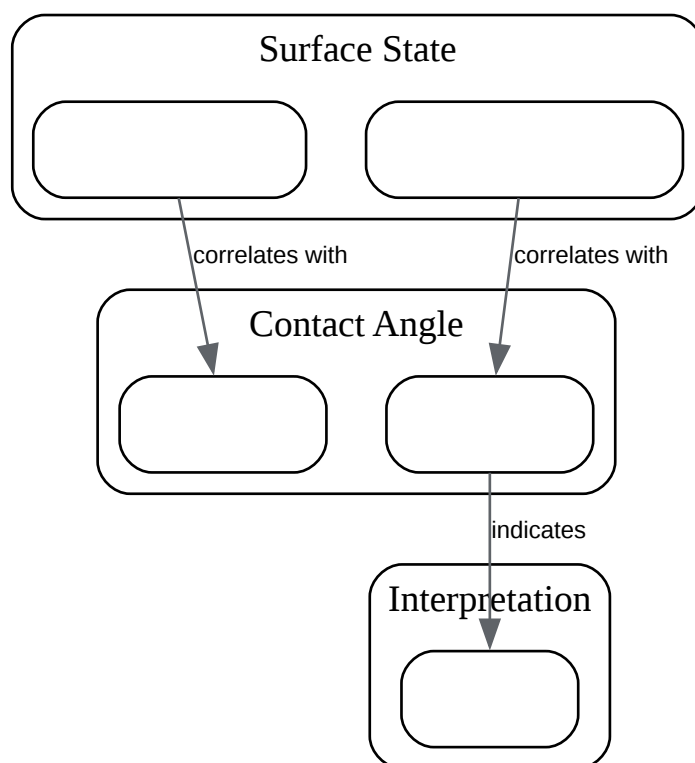 Surface State
correlates with
correlates with
Contact Angle
indicates
Interpretation